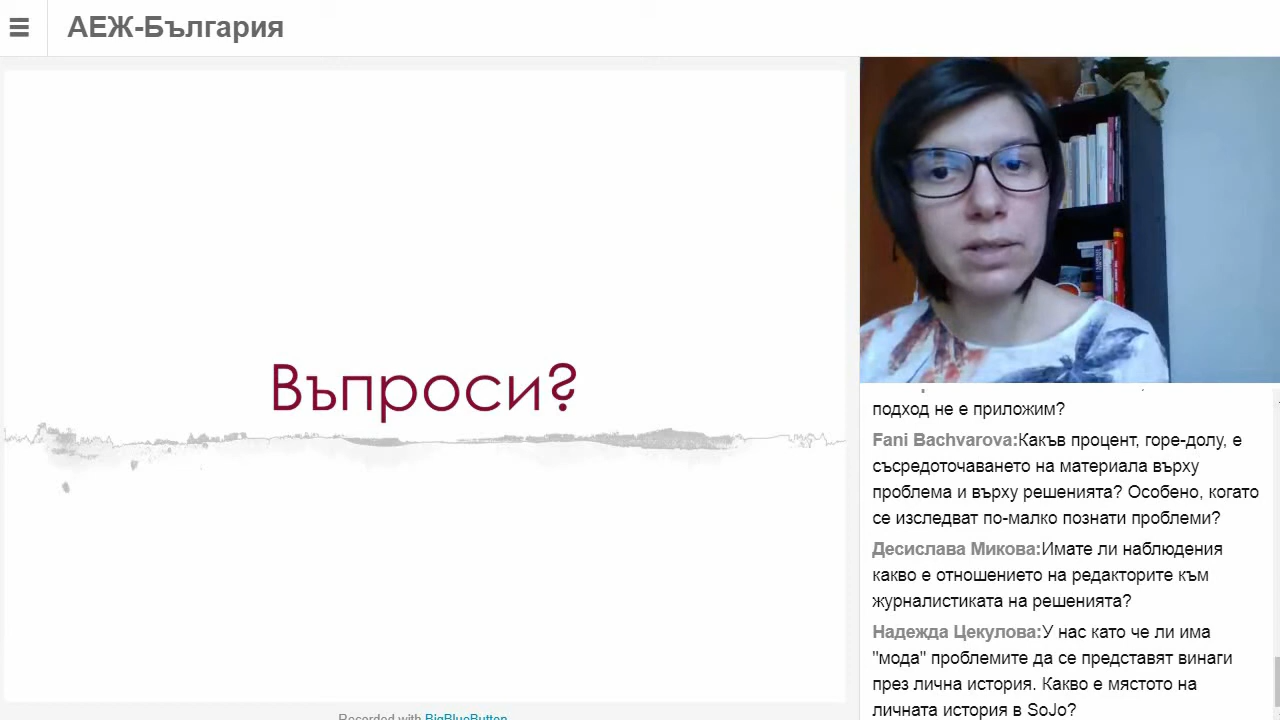 АЕЖ-България
Въпроси?
подход не е приложим?
Fani Bachvarova:Какъв процент, горе-долу, е
съсредоточаването на материала върху
проблема и върху решенията? Особено, когато
се изследват по-малко познати проблеми?
Десислава Микова:Имате ли наблюдения
какво е отношението на редакторите към
журналистиката на решенията?
Надежда Цекулова:У нас като че ли има
"мода" проблемите да се представят винаги
през лична история. Какво е мястото на
личната история в SoJo?
Recorded with BigBlueButton